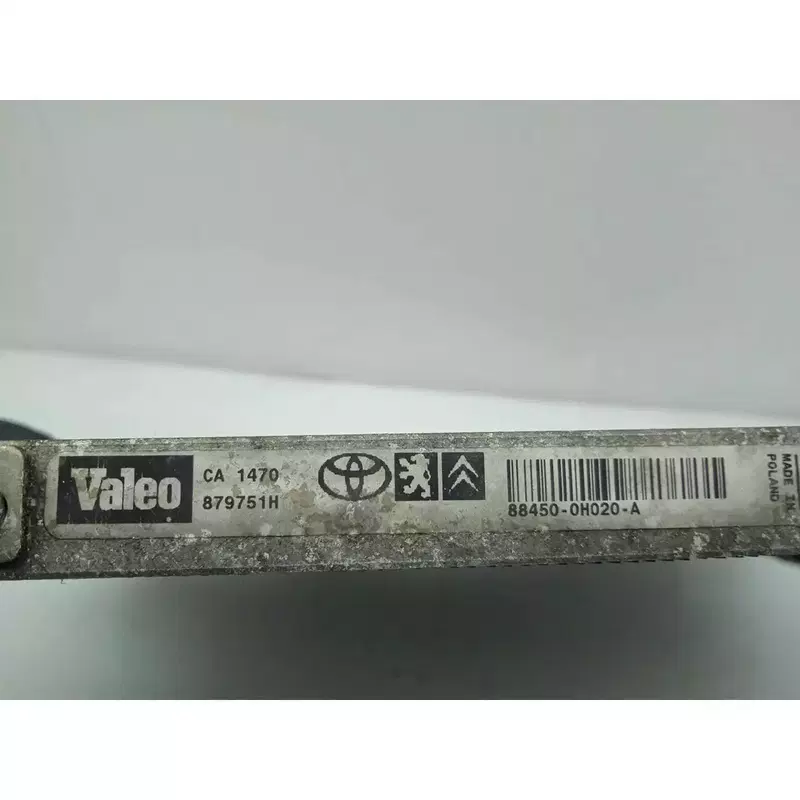 Valeo
CA 1470
879751H
88450-0H020-A
MADE IN
POLAND